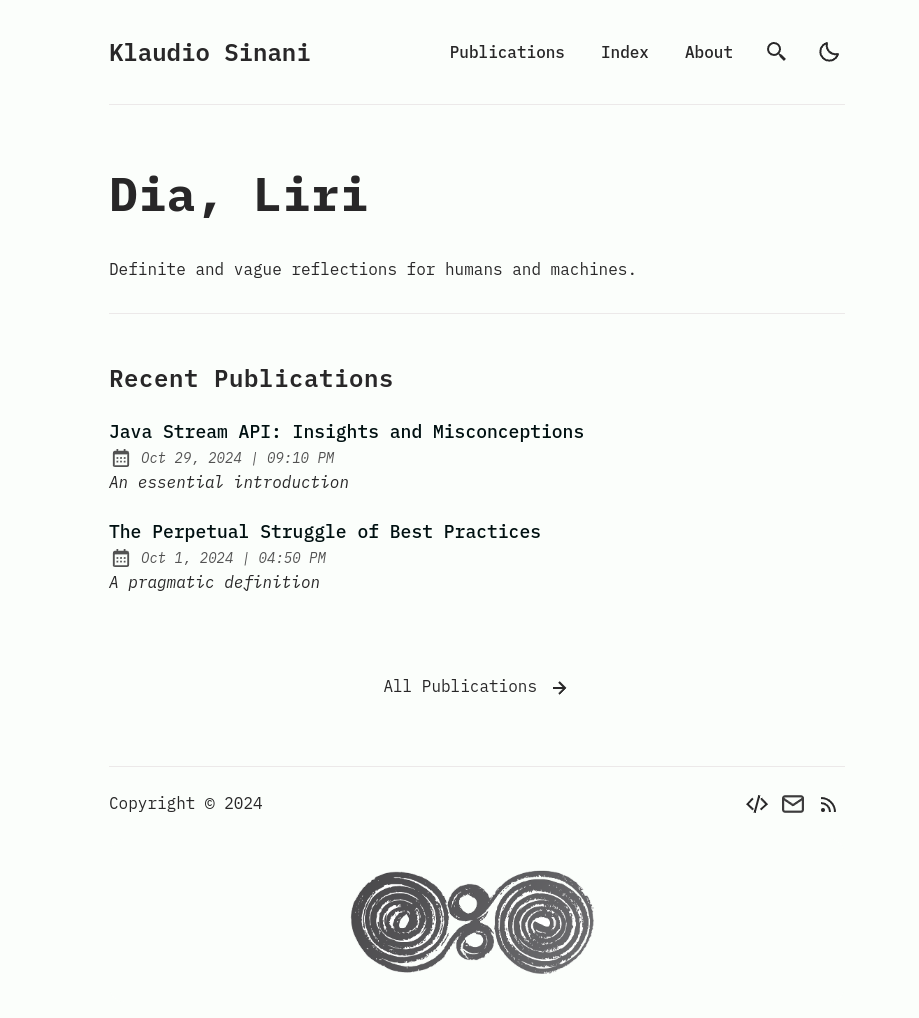 Klaudio Sinani
Publications Index About
Dia, Liri
Definite and vague reflections for humans and machines.
Recent Publications
Java Stream API: Insights and Misconceptions
Oct 29, 2024 | 09:10 PM
An essential introduction
The Perpetual Struggle of Best Practices
Oct 1, 2024 | 04:50 PM
A pragmatic definition
All Publications
Copyright © 2024